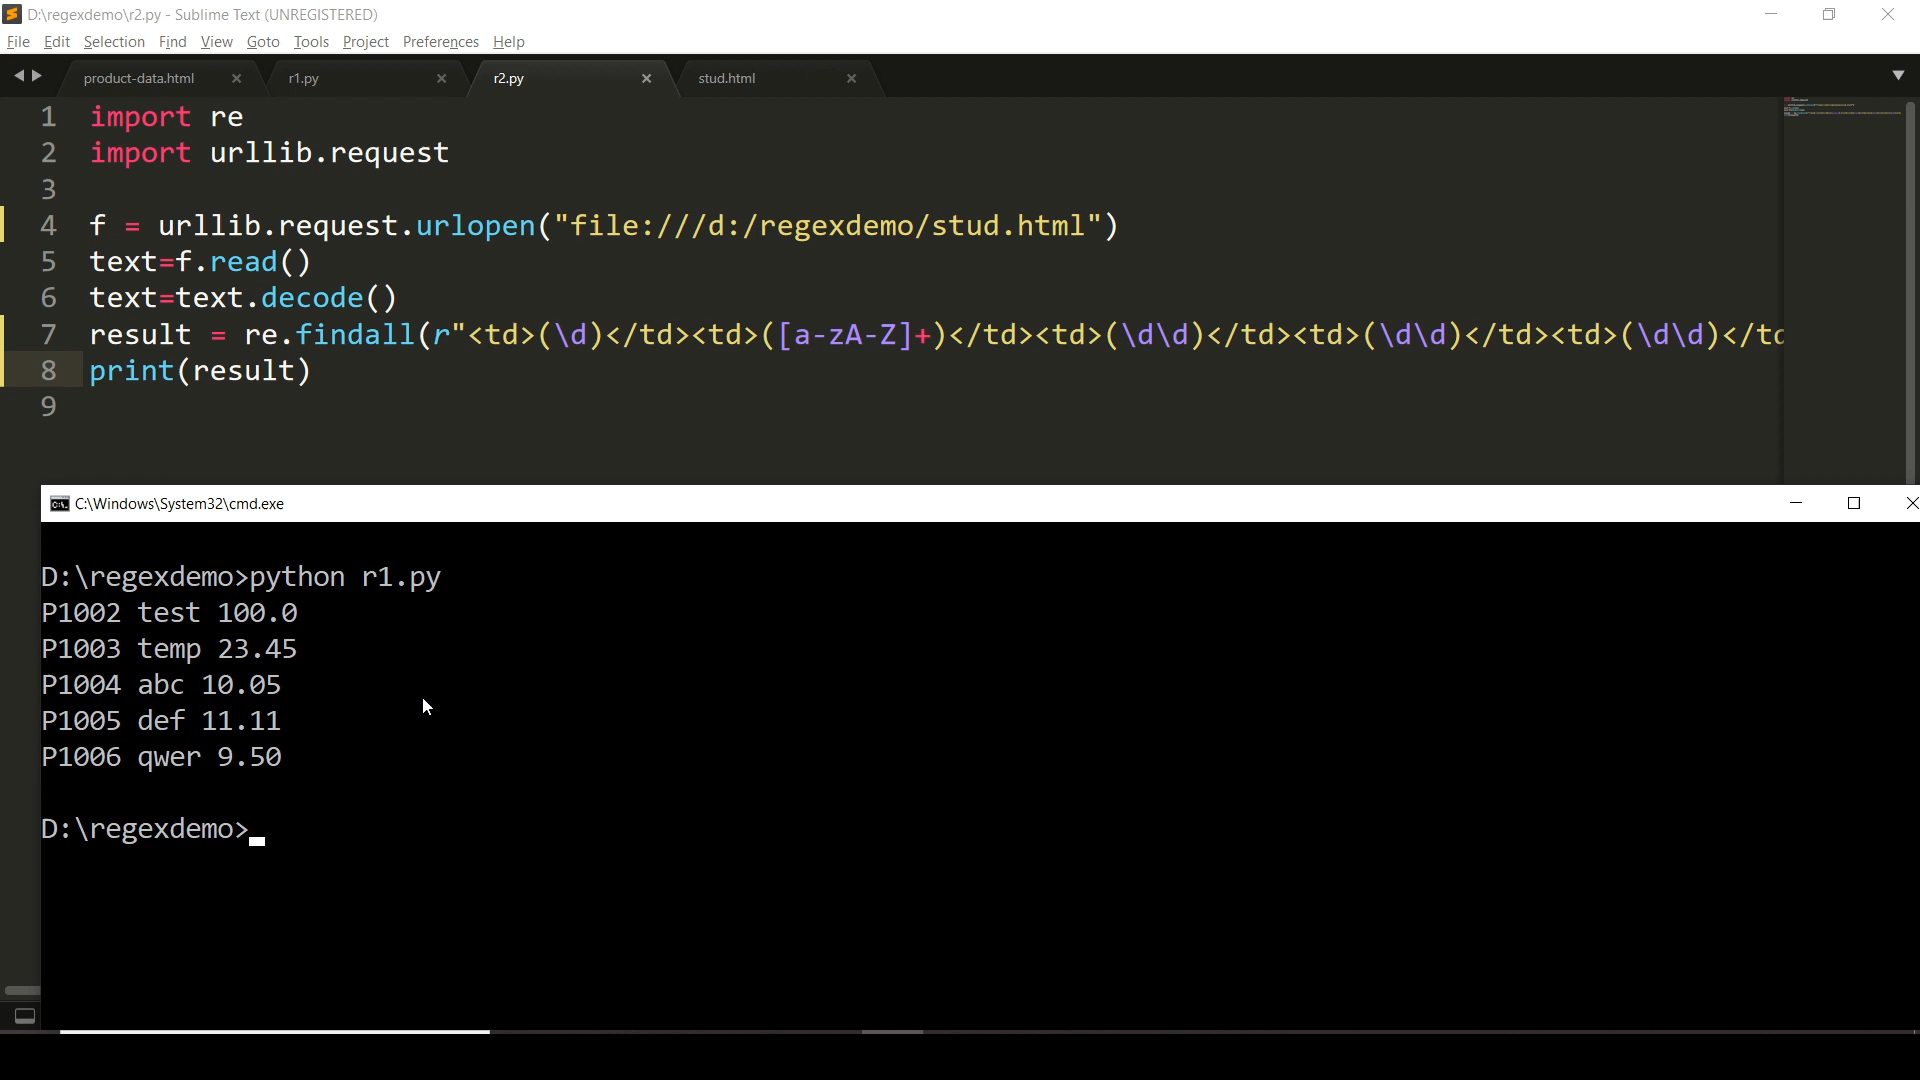 D:\regexdemo\r2.py - Sublime Text (UNREGISTERED)
File Edit Selection Find View Goto Tools Project Preferences Help
product-data.html r1.py r2.py stud.html
1 import re
2 import urllib.request
3
4 f = urllib.request.urlopen("file:///d:/regexdemo/stud.html")
5 text=f.read()
6 text=text.decode()
7 result = re.findall(r"<td>(\d)</td><td>([a-zA-Z]+)</td><td>(\d\d)</td><td>(\d\d)</td><td>(\d\d)</td
8 print(result)
9
C:\Windows\System32\cmd.exe
D:\regexdemo>python r1.py
P1002 test 100.0
P1003 temp 23.45
P1004 abc 10.05
P1005 def 11.11
P1006 qwer 9.50
D:\regexdemo>